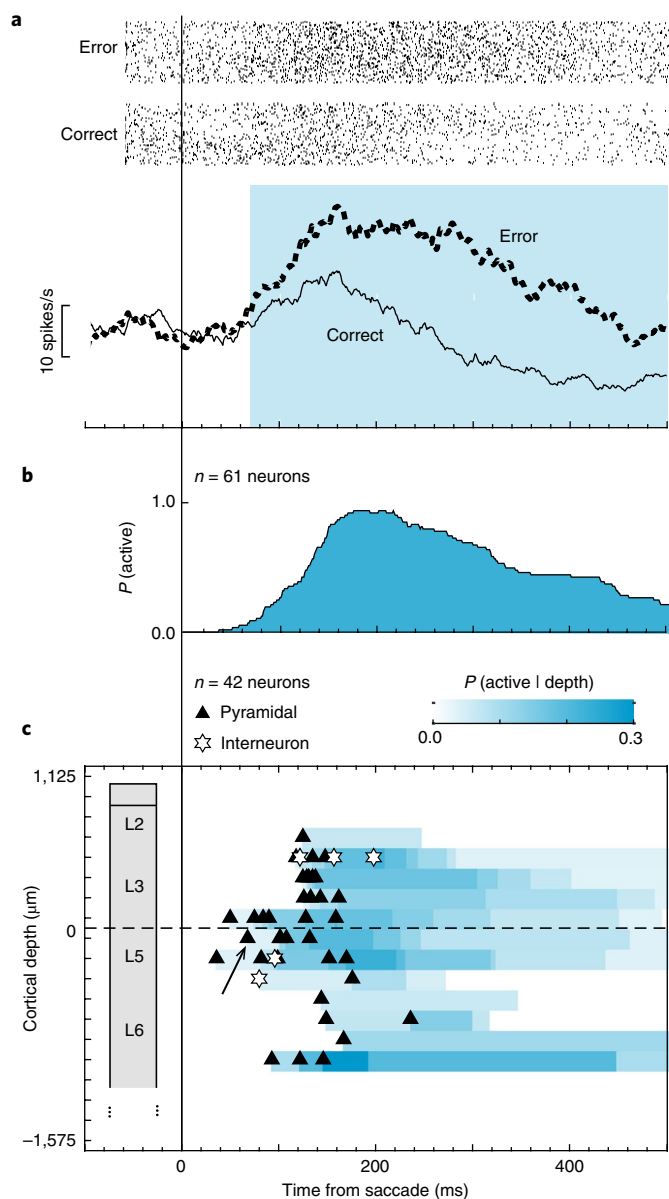 a
Error
Correct
Error
Correct
10 spikes/s
b
n = 61 neurons
1.0
P (active)
0.0
n = 42 neurons
P (active | depth)
Pyramidal
Interneuron
0.0
0.3
c
1,125
L2
L3
0
L5
L6
Cortical depth (µm)
–1,575
0
200
400
Time from saccade (ms)